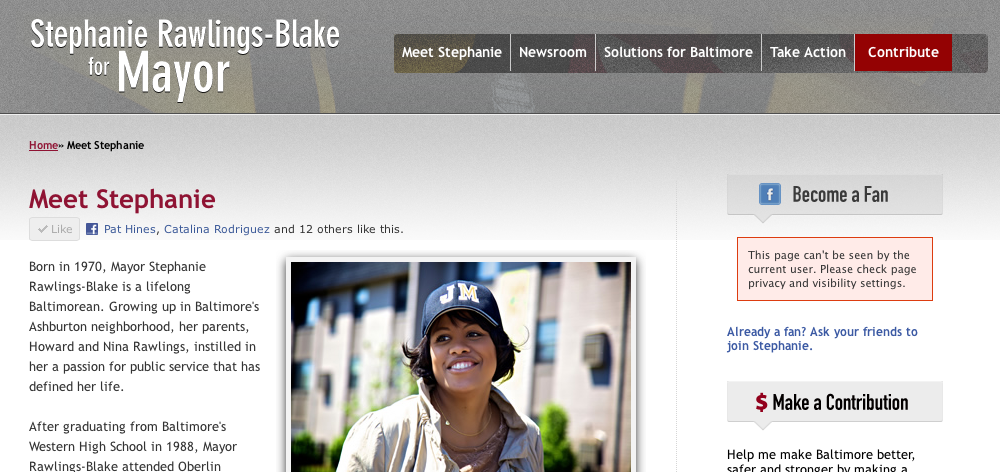 Stephanie Rawlings-Blake
for Mayor
Meet Stephanie
Newsroom
Solutions for Baltimore
Take Action
Contribute
Home» Meet Stephanie
Meet Stephanie
Like
Pat Hines, Catalina Rodriguez and 12 others like this.
Born in 1970, Mayor Stephanie
Rawlings-Blake is a lifelong
Baltimorean. Growing up in Baltimore's
Ashburton neighborhood, her parents,
Howard and Nina Rawlings, instilled in
her a passion for public service that has
defined her life.
After graduating from Baltimore's
Western High School in 1988, Mayor
Rawlings-Blake attended Oberlin
JM
f Become a Fan
This page can't be seen by the
current user. Please check page
privacy and visibility settings.
Already a fan? Ask your friends to
join Stephanie.
$ Make a Contribution
Help me make Baltimore better,
safer and stronger by making a